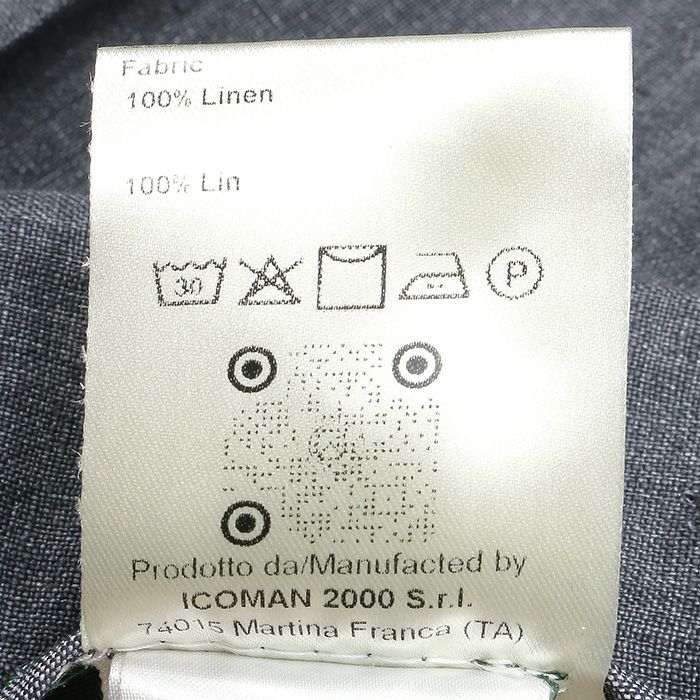 Fabric
100% Linen
100% Lin
30
P
Prodotto da/Manufacted by
ICOMAN 2000 S.r.l.
74015 Martina Franca (TA)